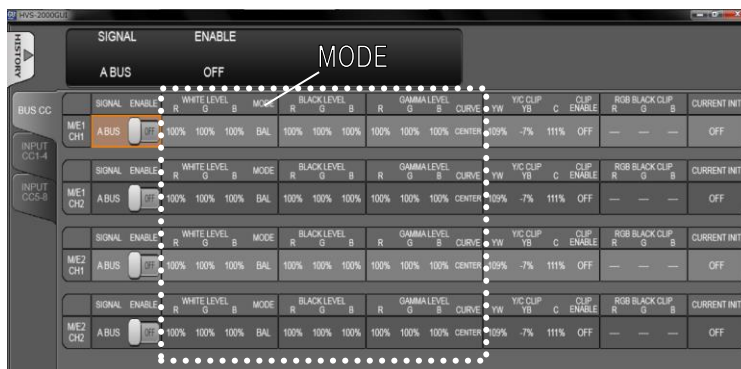 HVS-2000GUI
HISTORY
SIGNAL ENABLE
MODE
A BUS OFF
BUS CC
INPUT CC1-4
INPUT CC5-8
SIGNAL ENABLE WHITE LEVEL MODE BLACK LEVEL GAMMA LEVEL CURVE Y/C CLIP CLIP ENABLE RGB BLACK CLIP CURRENT INIT
R G B R G B R G B YW YB C R G B
M/E1 CH1 A BUS OFF 100% 100% 100% BAL 100% 100% 100% 100% 100% 100% CENTER 109% -7% 111% OFF — — — OFF
SIGNAL ENABLE WHITE LEVEL MODE BLACK LEVEL GAMMA LEVEL CURVE Y/C CLIP CLIP ENABLE RGB BLACK CLIP CURRENT INIT
R G B R G B R G B YW YB C R G B
M/E1 CH2 A BUS OFF 100% 100% 100% BAL 100% 100% 100% 100% 100% 100% CENTER 109% -7% 111% OFF — — — OFF
SIGNAL ENABLE WHITE LEVEL MODE BLACK LEVEL GAMMA LEVEL CURVE Y/C CLIP CLIP ENABLE RGB BLACK CLIP CURRENT INIT
R G B R G B R G B YW YB C R G B
M/E2 CH1 A BUS OFF 100% 100% 100% BAL 100% 100% 100% 100% 100% 100% CENTER 109% -7% 111% OFF — — — OFF
SIGNAL ENABLE WHITE LEVEL MODE BLACK LEVEL GAMMA LEVEL CURVE Y/C CLIP CLIP ENABLE RGB BLACK CLIP CURRENT INIT
R G B R G B R G B YW YB C R G B
M/E2 CH2 A BUS OFF 100% 100% 100% BAL 100% 100% 100% 100% 100% 100% CENTER 109% -7% 111% OFF — — — OFF